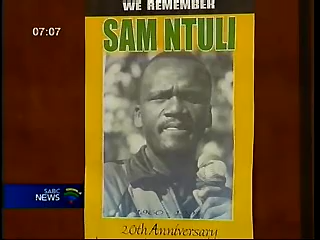 WE REMEMBER
07:07
SAM NTULI
20th Anniversary
SABC
NEWS